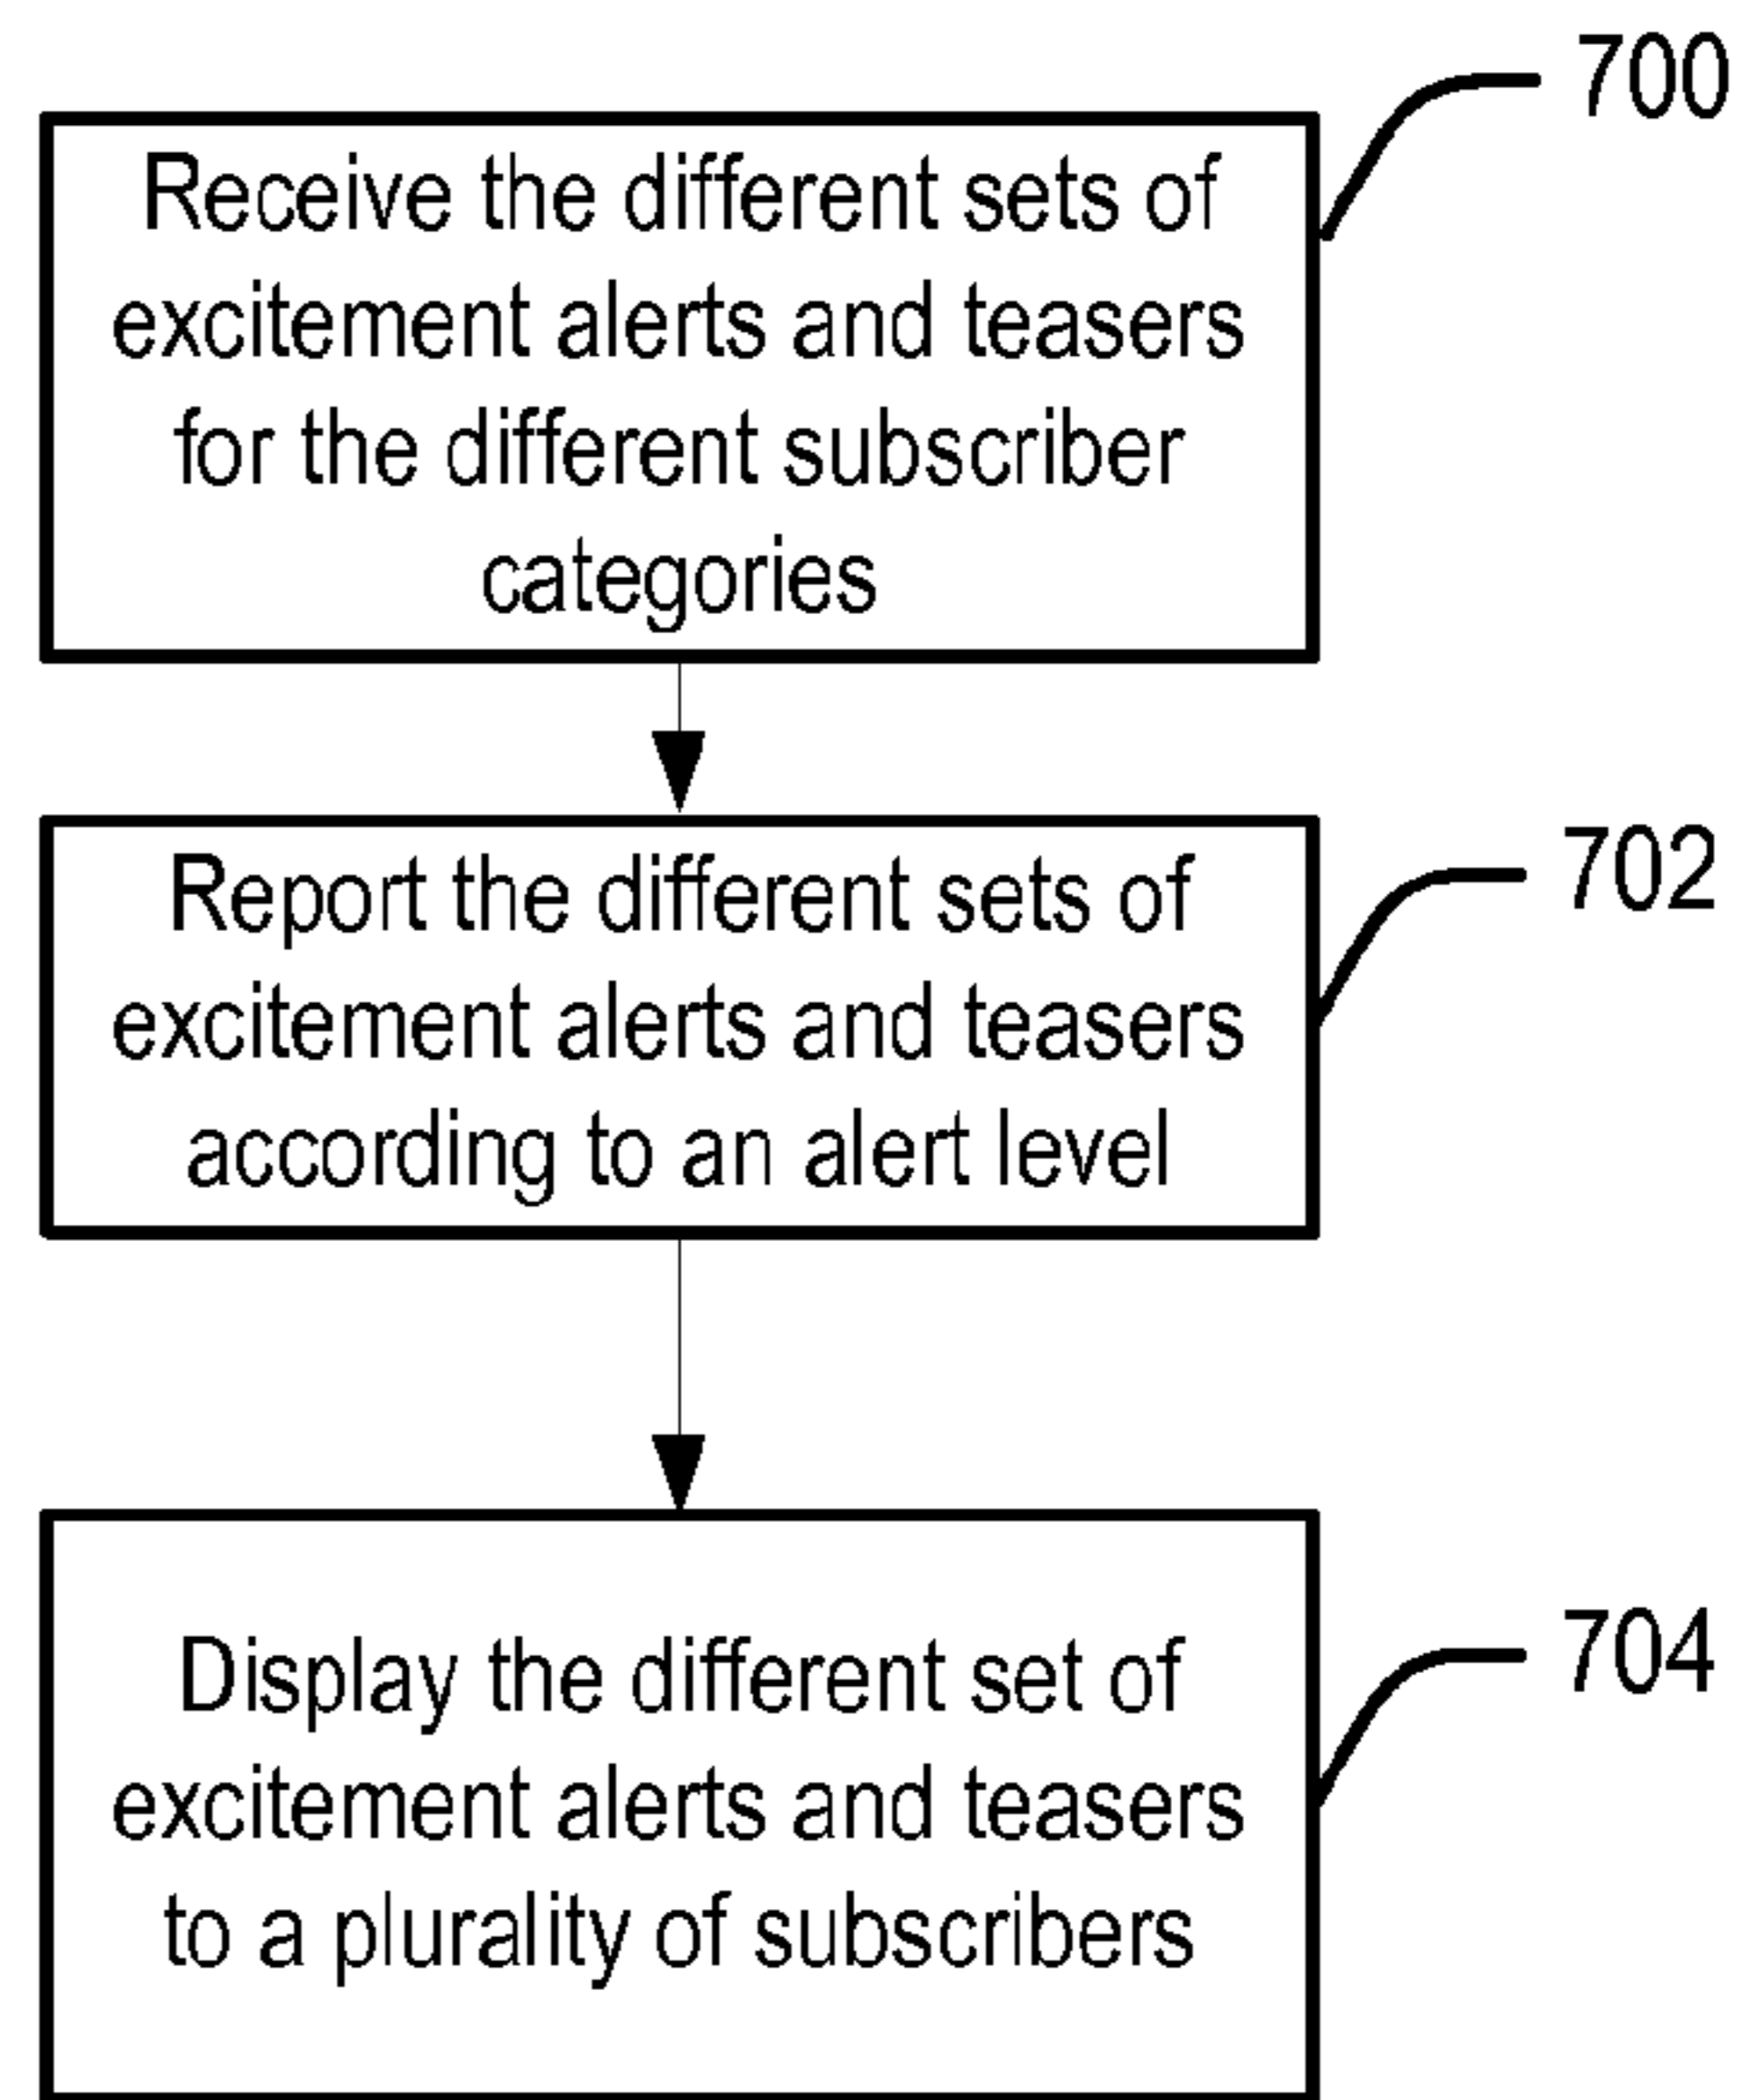 700
Receive the different sets of
excitement alerts and teasers
for the different subscriber
categories
702
Report the different sets of
excitement alerts and teasers
according to an alert level
704
Display the different set of
excitement alerts and teasers
to a plurality of subscribers